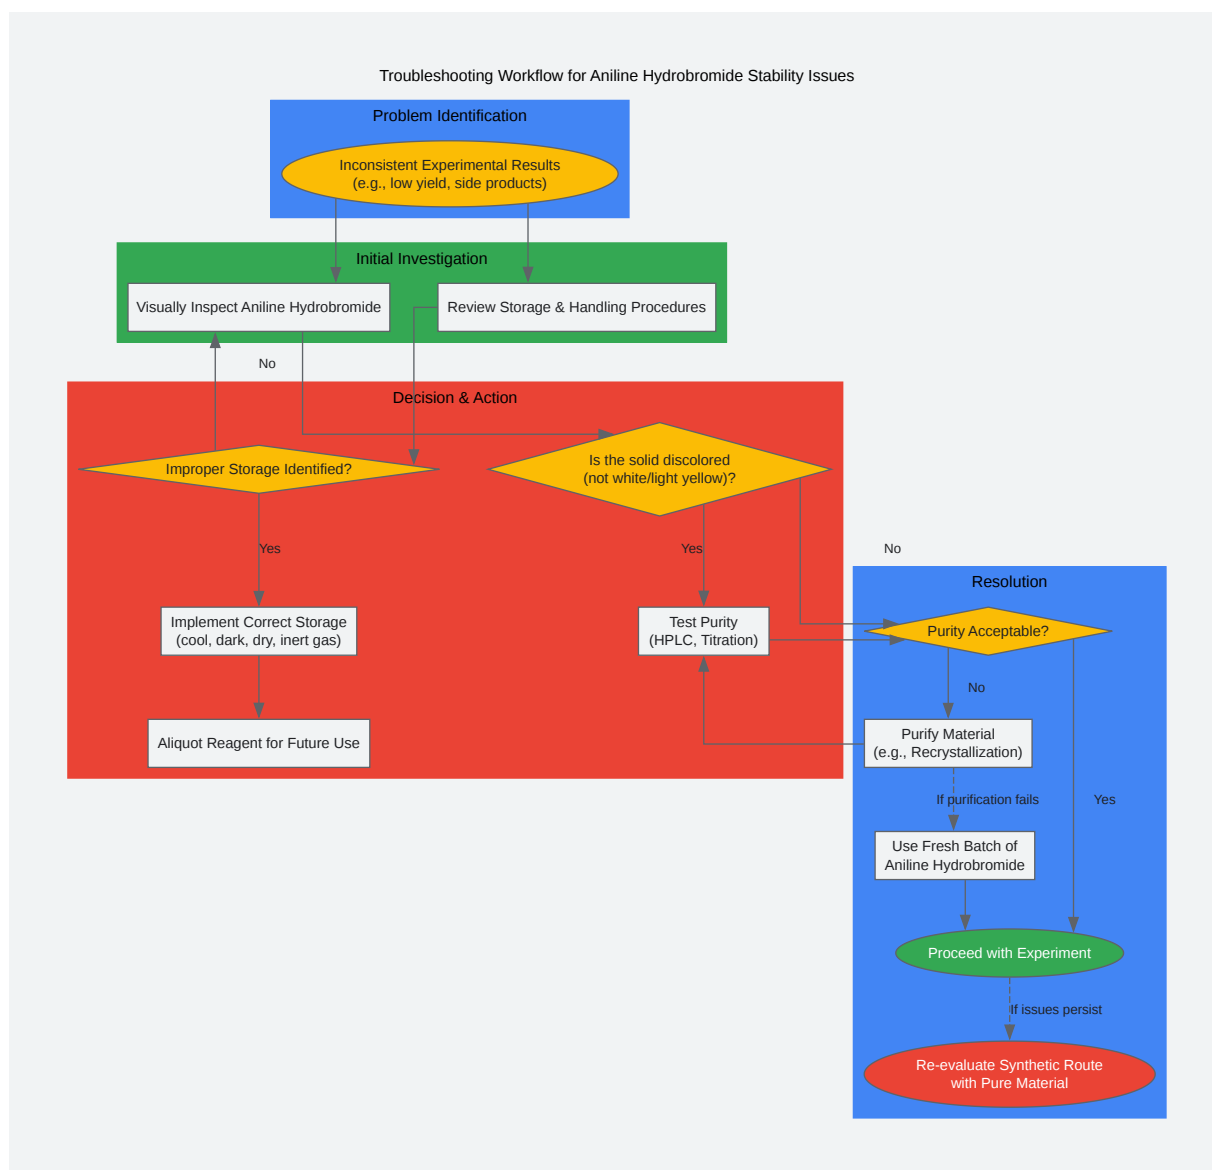 Troubleshooting Workflow for Aniline Hydrobromide Stability Issues
Problem Identification
Inconsistent Experimental Results
(e.g., low yield, side products)
Initial Investigation
Visually Inspect Aniline Hydrobromide
Review Storage & Handling Procedures
No
Decision & Action
Improper Storage Identified?
Is the solid discolored
(not white/light yellow)?
Yes
Yes
No
Resolution
Implement Correct Storage
(cool, dark, dry, inert gas)
Test Purity
(HPLC, Titration)
Purity Acceptable?
No
Aliquot Reagent for Future Use
Purify Material
(e.g., Recrystallization)
If purification fails
Yes
Use Fresh Batch of
Aniline Hydrobromide
Proceed with Experiment
If issues persist
Re-evaluate Synthetic Route
with Pure Material